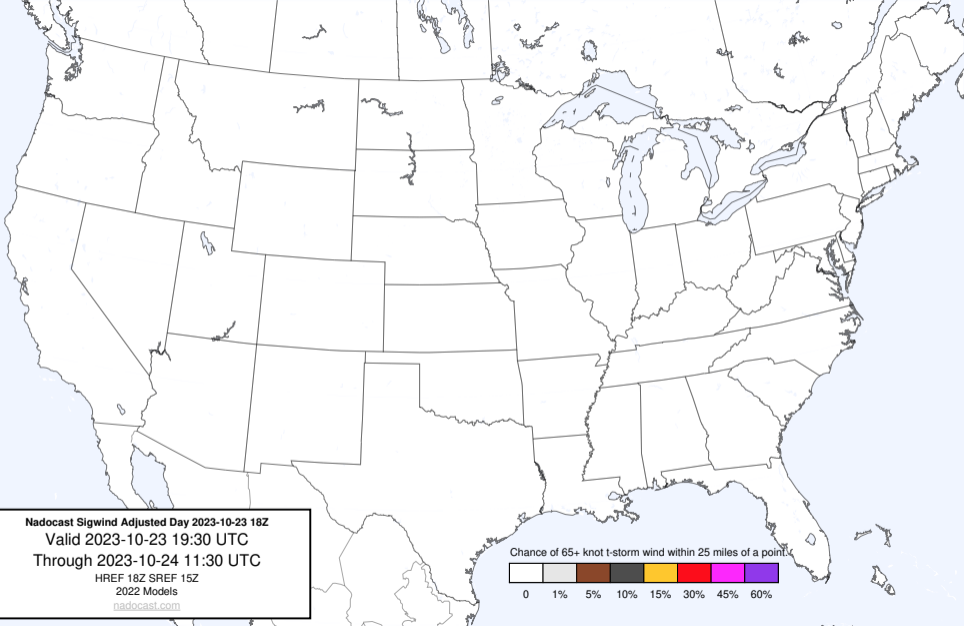 Nadocast Sigwind Adjusted Day 2023-10-23 18Z
Valid 2023-10-23 19:30 UTC
Through 2023-10-24 11:30 UTC
HREF 18Z SREF 15Z
2022 Models
nadocast.com
Chance of 65+ knot t-storm wind within 25 miles of a point.
0 1% 5% 10% 15% 30% 45% 60%